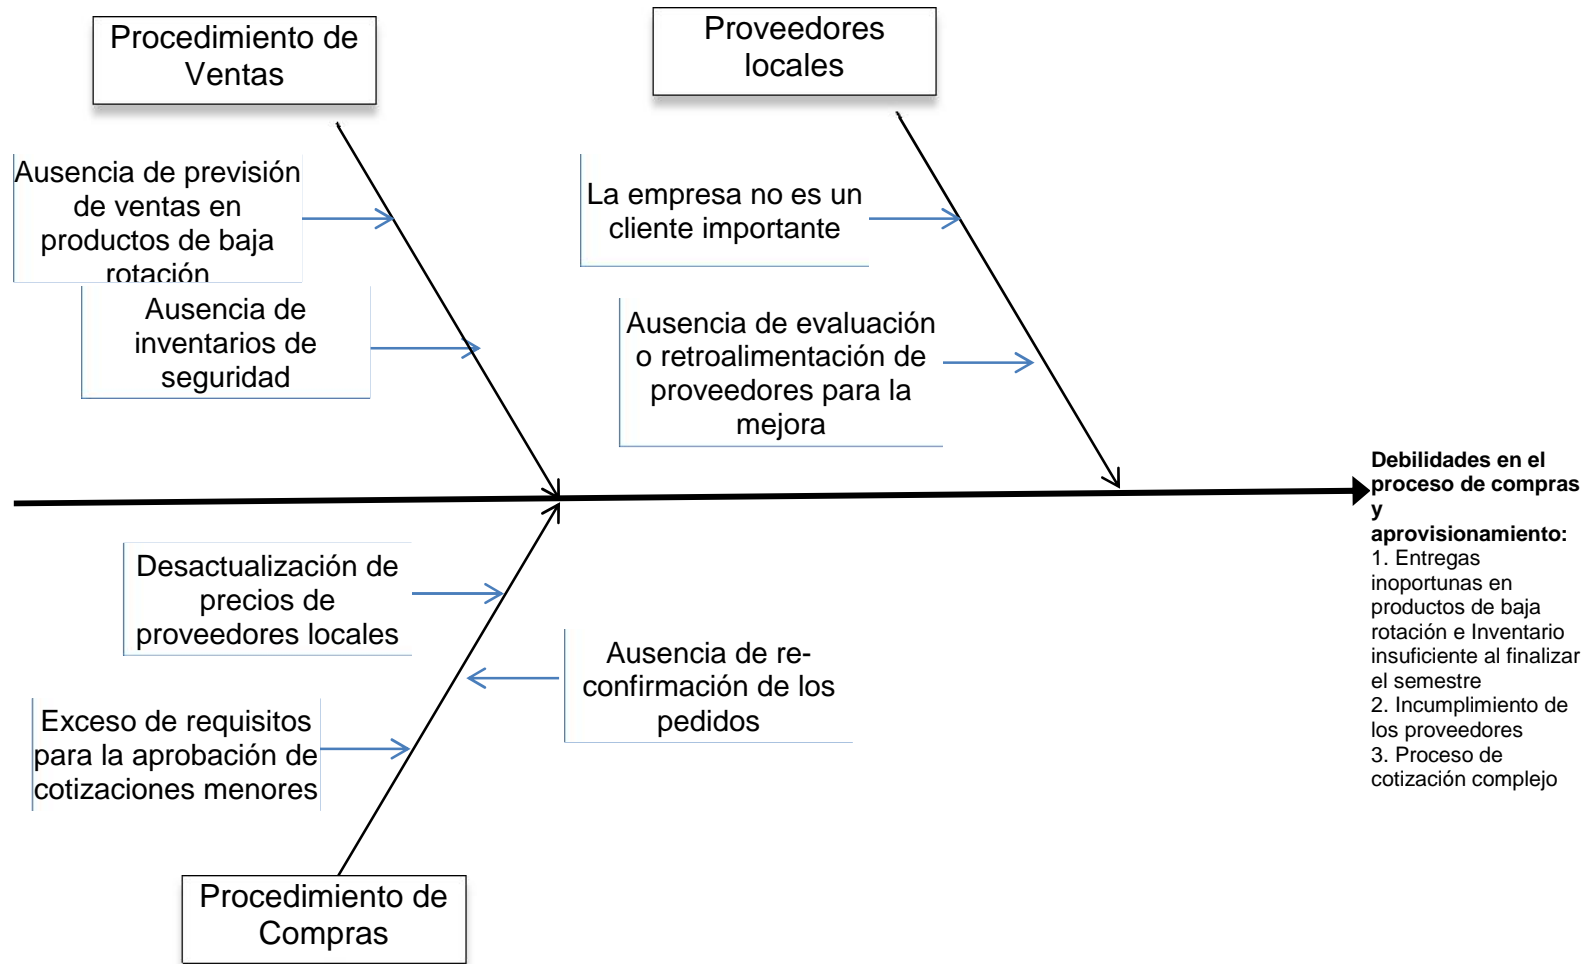 Procedimiento de
Ventas
Proveedores
locales
Ausencia de previsión
de ventas en
productos de baja
rotación
La empresa no es un
cliente importante
Ausencia de
inventarios de
seguridad
Ausencia de evaluación
o retroalimentación de
proveedores para la
mejora
Debilidades en el
proceso de compras
y
aprovisionamiento:
1. Entregas
inoportunas en
productos de baja
rotación e Inventario
insuficiente al finalizar
el semestre
2. Incumplimiento de
los proveedores
3. Proceso de
cotización complejo
Desactualización de
precios de
proveedores locales
Ausencia de re-
confirmación de los
pedidos
Exceso de requisitos
para la aprobación de
cotizaciones menores
Procedimiento de
Compras